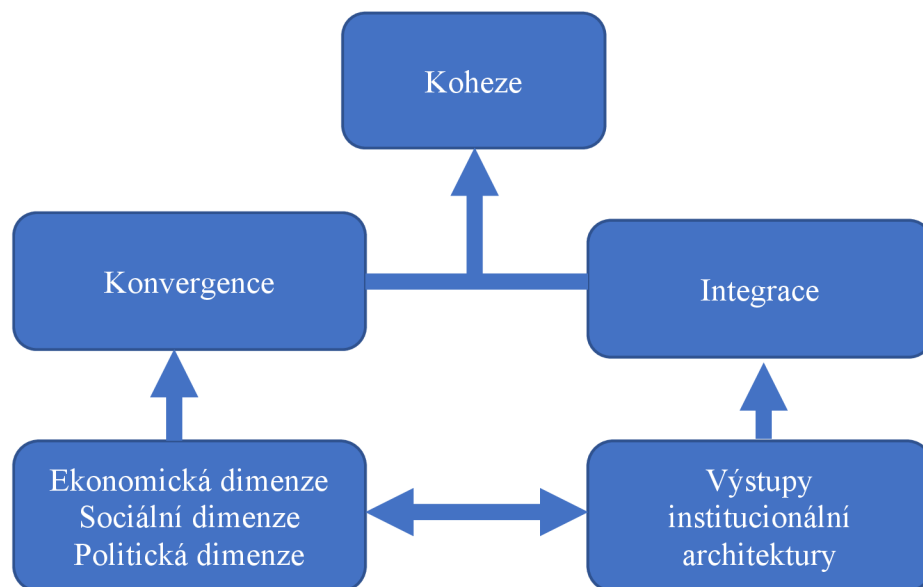 Koheze
Konvergence
Integrace
Ekonomická dimenze
Sociální dimenze
Politická dimenze
Výstupy
institucionální
architektury